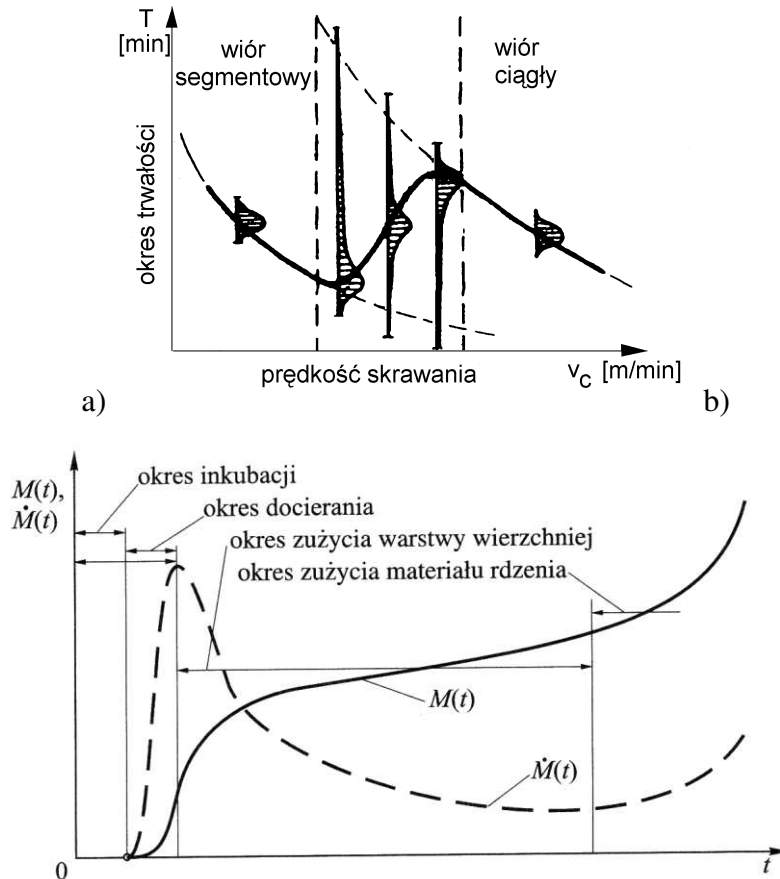 T
[min]
wiór
segmentowy
wiór
ciągły
okres trwałości
prędkość skrawania
v_c [m/min]
a)
b)
M(t),
Ṁ(t)
okres inkubacji
okres docierania
okres zużycia warstwy wierzchniej
okres zużycia materiału rdzenia
M(t)
Ṁ(t)
0
t